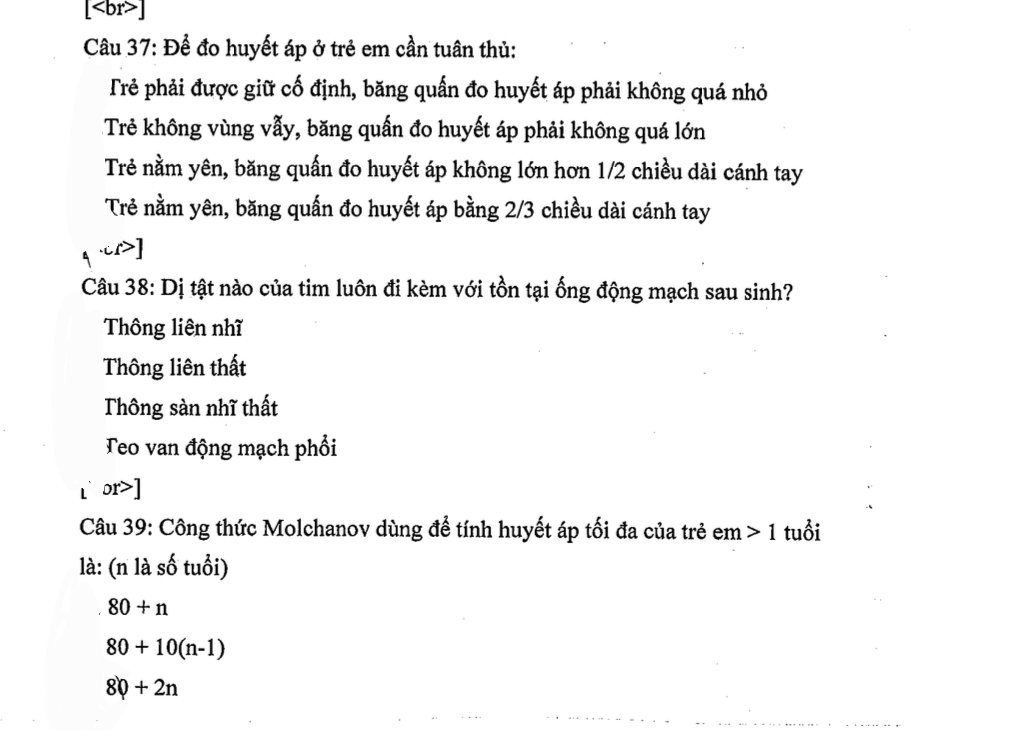 [<br>]
Câu 37: Để đo huyết áp ở trẻ em cần tuân thủ:
Trẻ phải được giữ cố định, băng quấn đo huyết áp phải không quá nhỏ
Trẻ không vùng vẫy, băng quấn đo huyết áp phải không quá lớn
Trẻ nằm yên, băng quấn đo huyết áp không lớn hơn 1/2 chiều dài cánh tay
Trẻ nằm yên, băng quấn đo huyết áp bằng 2/3 chiều dài cánh tay
r>]
Câu 38: Dị tật nào của tim luôn đi kèm với tồn tại ống động mạch sau sinh?
Thông liên nhĩ
Thông liên thất
Thông sàn nhĩ thất
Teo van động mạch phổi
br>]
Câu 39: Công thức Molchanov dùng để tính huyết áp tối đa của trẻ em > 1 tuổi
là: (n là số tuổi)
80 + n
80 + 10(n-1)
80 + 2n